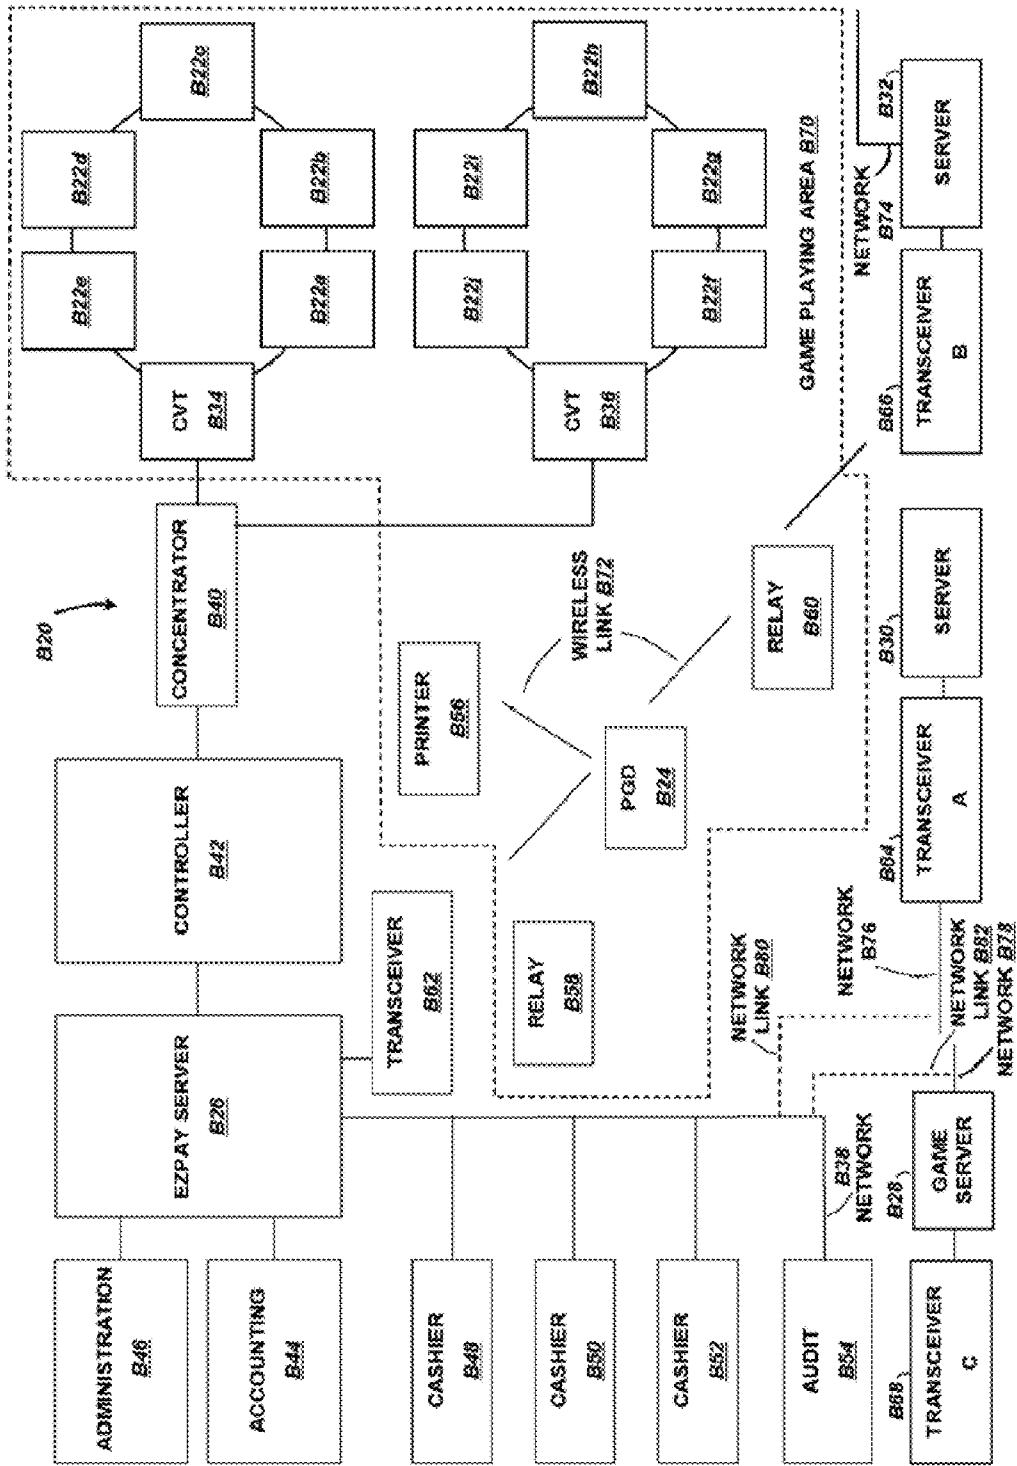 B20
ADMINISTRATION
B46
ACCOUNTING
B44
EZPAY SERVER
B26
CONTROLLER
B42
CONCENTRATOR
B40
CVT
B34
B22e
B22d
B22c
B22a
B22b
CASHIER
B48
CASHIER
B50
CASHIER
B52
AUDIT
B54
TRANSCEIVER
B62
RELAY
B58
PRINTER
B56
PGD
B24
WIRELESS
LINK B72
RELAY
B60
CVT
B36
B22j
B22i
B22h
B22f
B22g
GAME PLAYING AREA B70
B38
NETWORK
NETWORK
LINK B80
NETWORK
B76
NETWORK
LINK B82
NETWORK B78
NETWORK
B74
B68
TRANSCEIVER
C
B28
GAME
SERVER
B64
TRANSCEIVER
A
B30
SERVER
B66
TRANSCEIVER
B
B32
SERVER